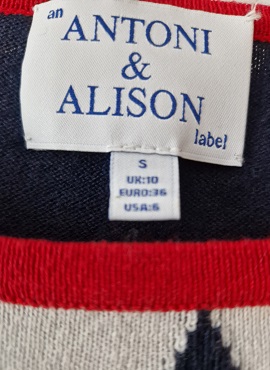 an
ANTONI
&
ALISON
label
S
UK:10
EURO:36
USA:6